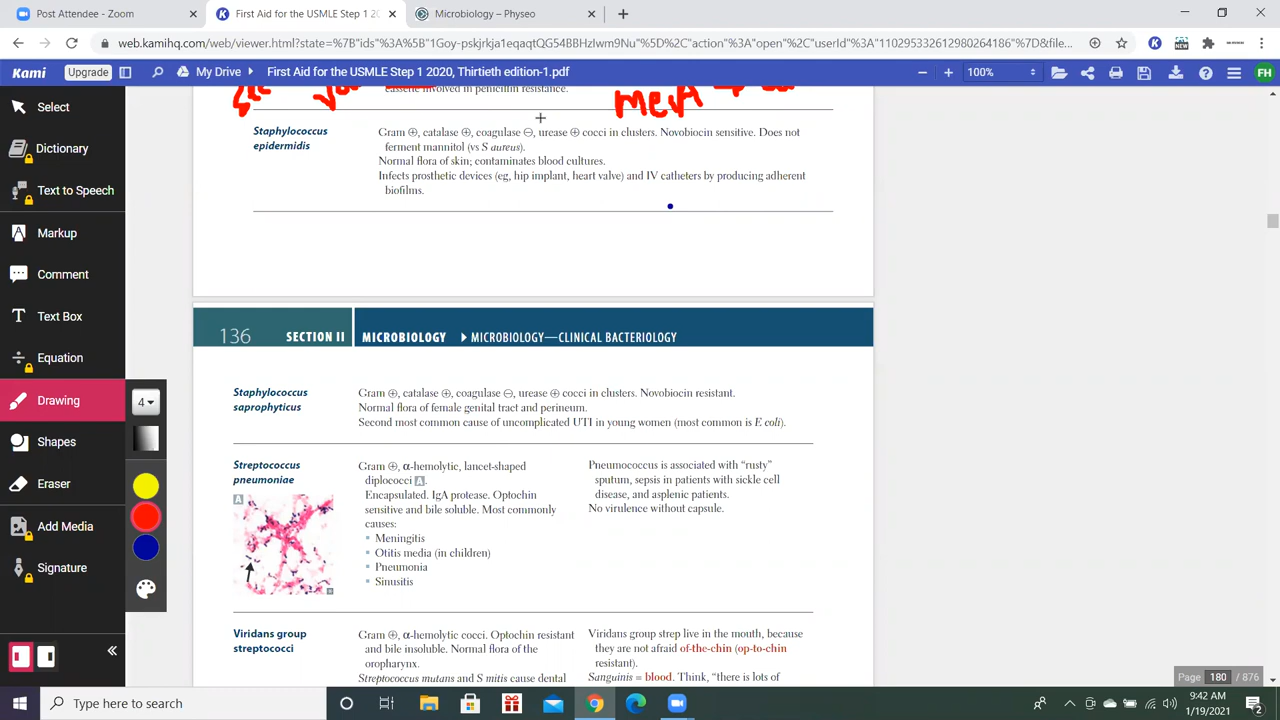 Post Attendee - Zoom
First Aid for the USMLE Step 1 20
Microbiology – Physeo
web.kamihq.com/web/viewer.html?state=%7B"ids"%3A%5B"1Goy-pskjrkja1eqaqtQG54BBHzIwm9Nu"%5D%2C"action"%3A"open"%2C"userId"%3A"110295332612980264186"%7D&file...
NEW
Kami
Upgrade
My Drive
First Aid for the USMLE Step 1 2020, Thirtieth edition-1.pdf
100%
FH
Select
Dictionary
Text to Speech
Markup
Comment
Text Box
Equation
Drawing
Shapes
Eraser
Add Media
Signature
4
involved in penicillin resistance.
mecA
Staphylococcus
epidermidis
Gram ⊕, catalase ⊕, coagulase ⊖, urease ⊕ cocci in clusters. Novobiocin sensitive. Does not
ferment mannitol (vs S aureus).
Normal flora of skin; contaminates blood cultures.
Infects prosthetic devices (eg, hip implant, heart valve) and IV catheters by producing adherent
biofilms.
136 SECTION II MICROBIOLOGY MICROBIOLOGY—CLINICAL BACTERIOLOGY
Staphylococcus
saprophyticus
Gram ⊕, catalase ⊕, coagulase ⊖, urease ⊕ cocci in clusters. Novobiocin resistant.
Normal flora of female genital tract and perineum.
Second most common cause of uncomplicated UTI in young women (most common is E coli).
Streptococcus
pneumoniae
A
Gram ⊕, α-hemolytic, lancet-shaped
diplococci A.
Encapsulated. IgA protease. Optochin
sensitive and bile soluble. Most commonly
causes:
▪ Meningitis
▪ Otitis media (in children)
▪ Pneumonia
▪ Sinusitis
Pneumococcus is associated with “rusty”
sputum, sepsis in patients with sickle cell
disease, and asplenic patients.
No virulence without capsule.
Viridans group
streptococci
Gram ⊕, α-hemolytic cocci. Optochin resistant
and bile insoluble. Normal flora of the
oropharynx.
Streptococcus mutans and S mitis cause dental
Viridans group strep live in the mouth, because
they are not afraid of-the-chin (op-to-chin
resistant).
Sanguinis = blood. Think, “there is lots of
Page 180 / 876
Type here to search
9:42 AM
1/19/2021
2